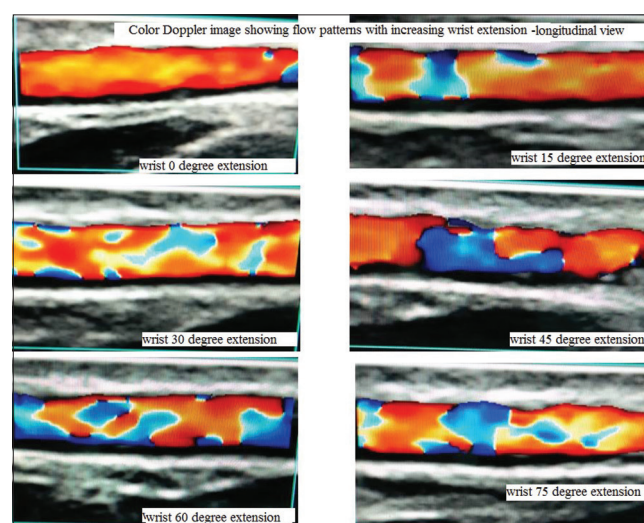 Color Doppler image showing flow patterns with increasing wrist extension -longitudinal view
wrist 0 degree extension
wrist 15 degree extension
wrist 30 degree extension
wrist 45 degree extension
wrist 60 degree extension
wrist 75 degree extension